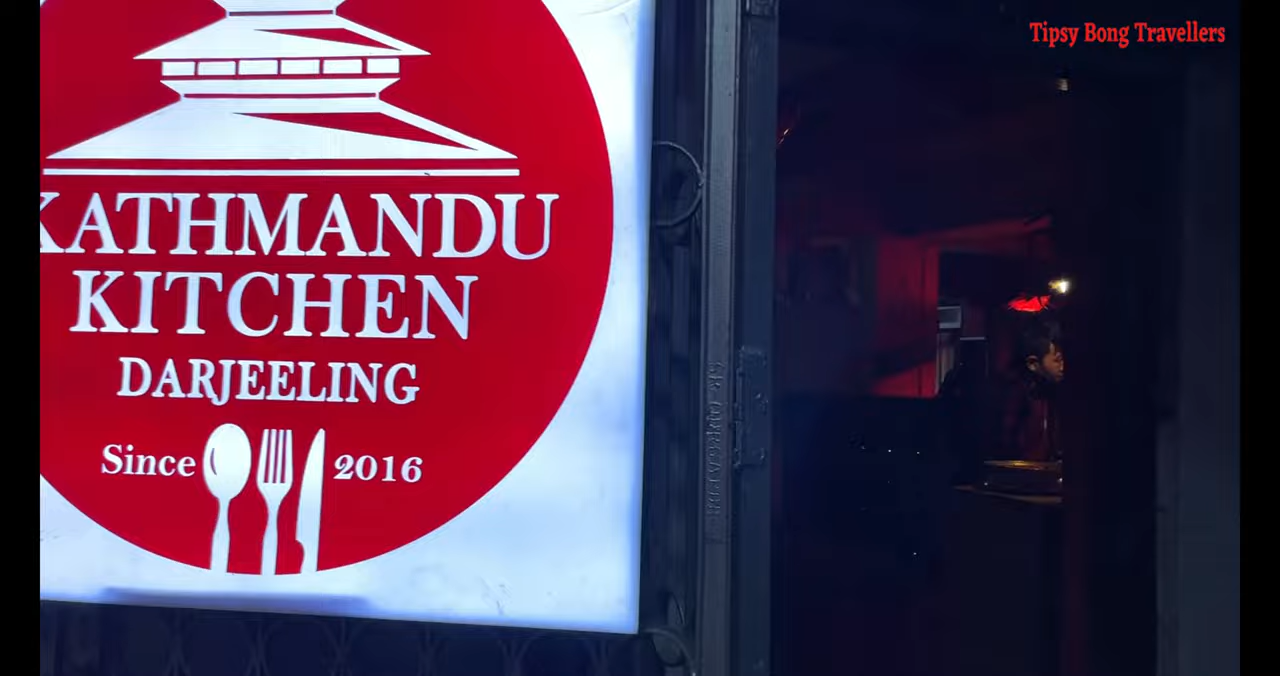 Tipsy Bong Travellers
KATHMANDU
KITCHEN
DARJEELING
Since 2016